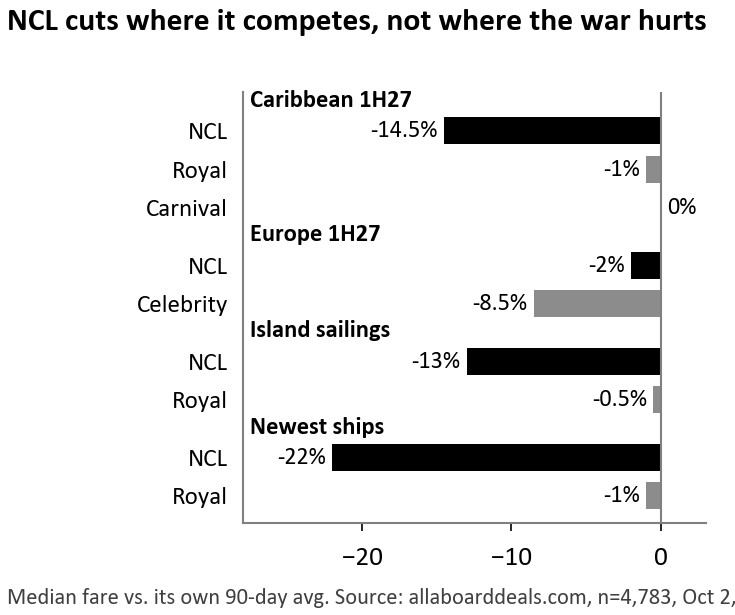 NCL cuts where it competes, not where the war hurts
Caribbean 1H27
NCL -14.5%
Royal -1%
Carnival 0%
Europe 1H27
NCL -2%
Celebrity -8.5%
Island sailings
NCL -13%
Royal -0.5%
Newest ships
NCL -22%
Royal -1%
−20 −10 0
Median fare vs. its own 90-day avg. Source: allaboarddeals.com, n=4,783, Oct 2,